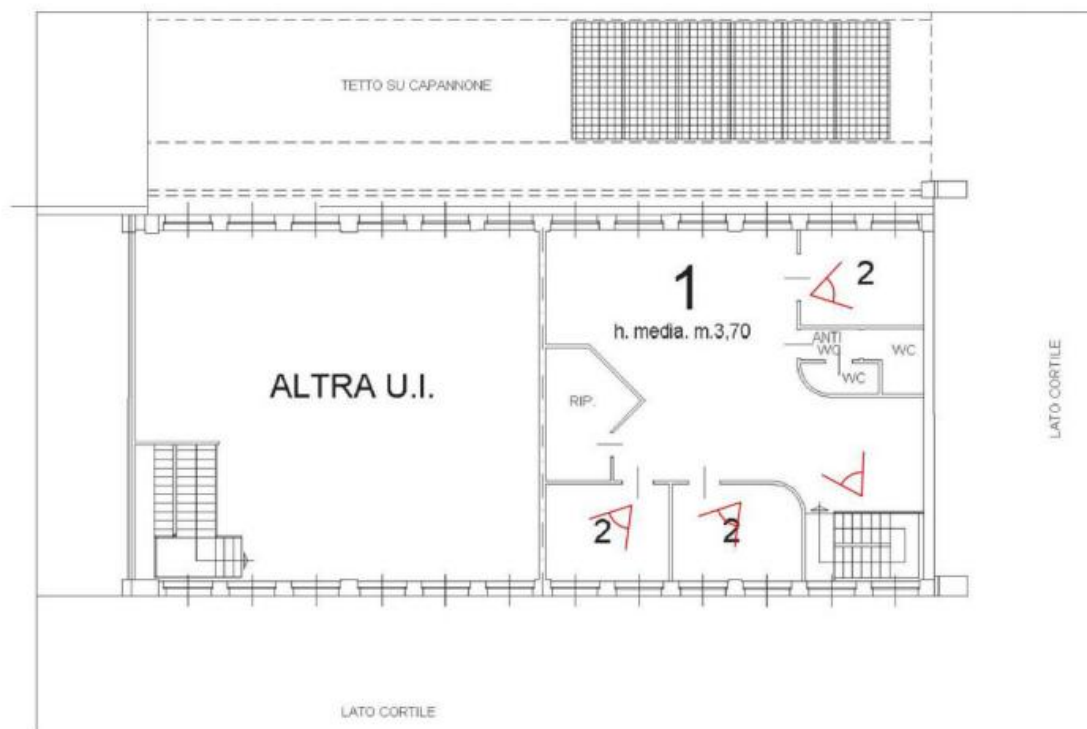 TETTO SU CAPANNONE
1
h. media. m.3,70
2
ANTI
WC
WC
WC
ALTRA U.I.
RIP.
2
2
LATO CORTILE
LATO CORTILE